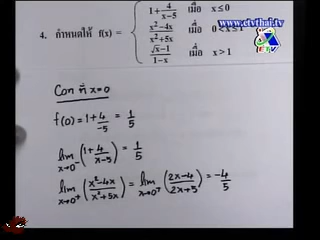 www.etvthai.tv
ETV
4. กำหนดให้ f(x) = { 1+4/(x-5) เมื่อ x≤0
(x²-4x)/(x²+5x) เมื่อ 0<x≤1
(√x-1)/(1-x) เมื่อ x>1
Con ที่ x=0
f(0) = 1+4/-5 = 1/5
lim x→0⁻ (1+4/(x-5)) = 1/5
lim x→0⁺ ((x²-4x)/(x²+5x)) = lim x→0⁺ ((2x-4)/(2x+5)) = -4/5